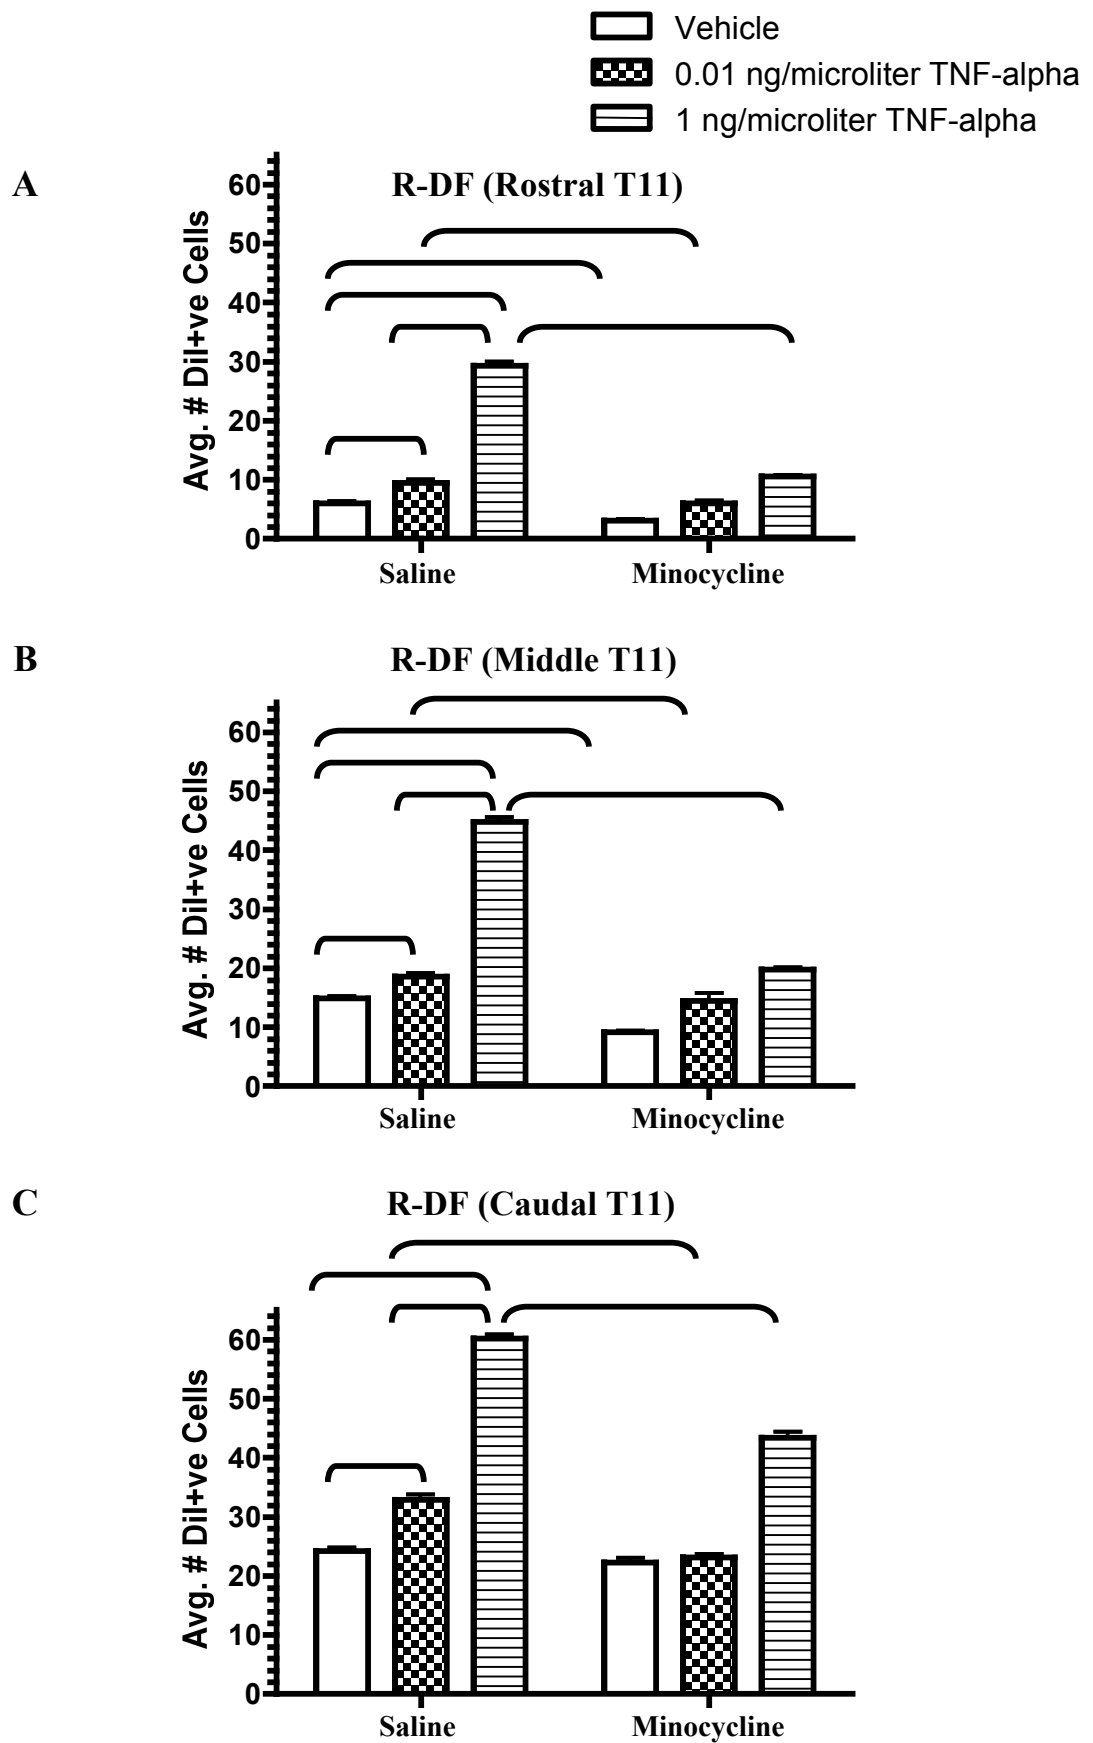 Vehicle
0.01 ng/microliter TNF-alpha
1 ng/microliter TNF-alpha
A
R-DF (Rostral T11)
Avg. # DiI+ve Cells
60
50
40
30
20
10
0
Saline
Minocycline
B
R-DF (Middle T11)
Avg. # DiI+ve Cells
60
50
40
30
20
10
0
Saline
Minocycline
C
R-DF (Caudal T11)
Avg. # DiI+ve Cells
60
50
40
30
20
10
0
Saline
Minocycline